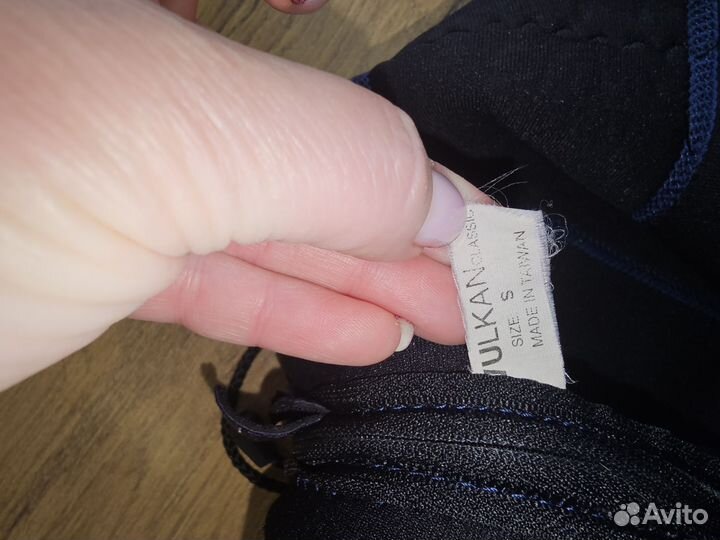 ULKAN CLASSIC
SIZE: S
MADE IN TAIWAN
Avito